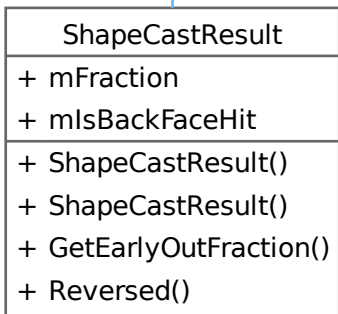 ShapeCastResult
+ mFraction
+ mIsBackFaceHit
+ ShapeCastResult()
+ ShapeCastResult()
+ GetEarlyOutFraction()
+ Reversed()